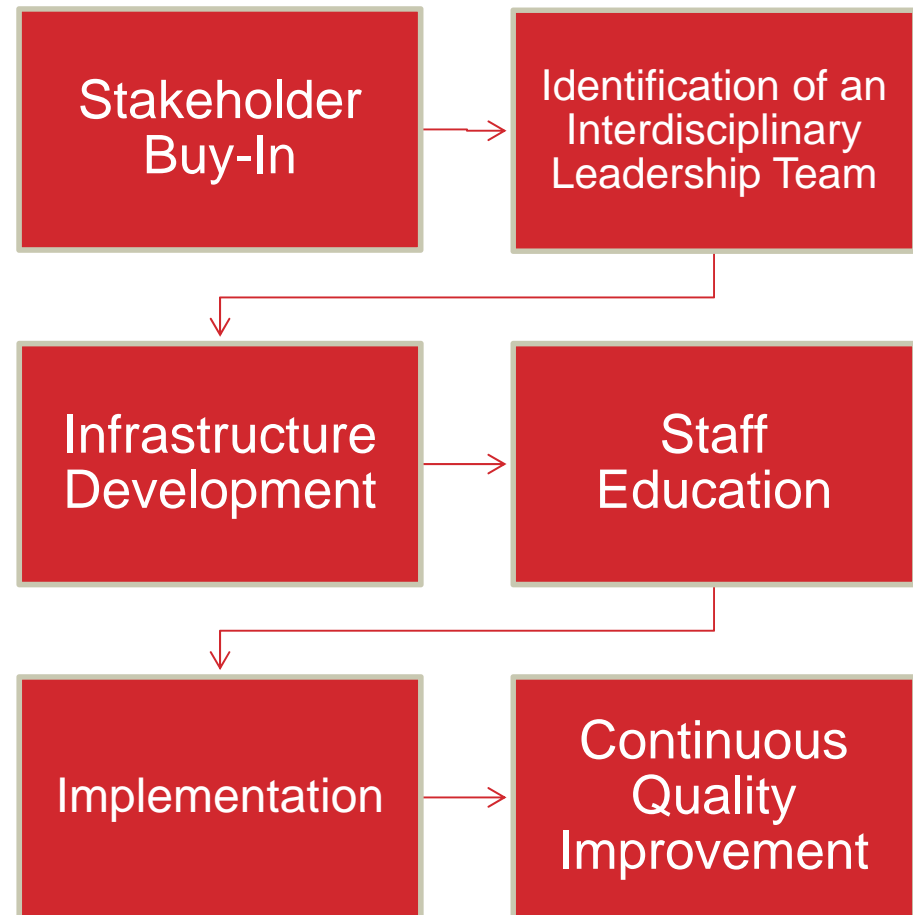 Stakeholder
Buy-In
Identification of an
Interdisciplinary
Leadership Team
Infrastructure
Development
Staff
Education
Implementation
Continuous
Quality
Improvement